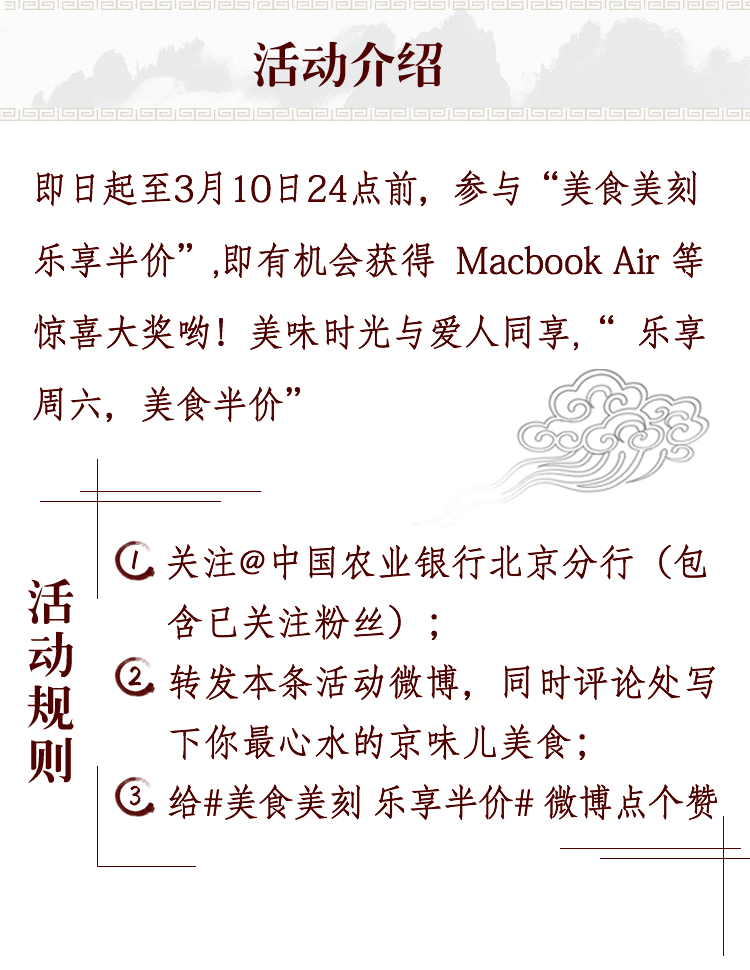 活动介绍
即日起至3月10日24点前，参与“美食美刻
乐享半价”,即有机会获得 Macbook Air 等
惊喜大奖哟！美味时光与爱人同享,“ 乐享
周六，美食半价”
活动规则
1 关注@中国农业银行北京分行（包
含已关注粉丝）；
2 转发本条活动微博，同时评论处写
下你最心水的京味儿美食；
3 给#美食美刻 乐享半价# 微博点个赞